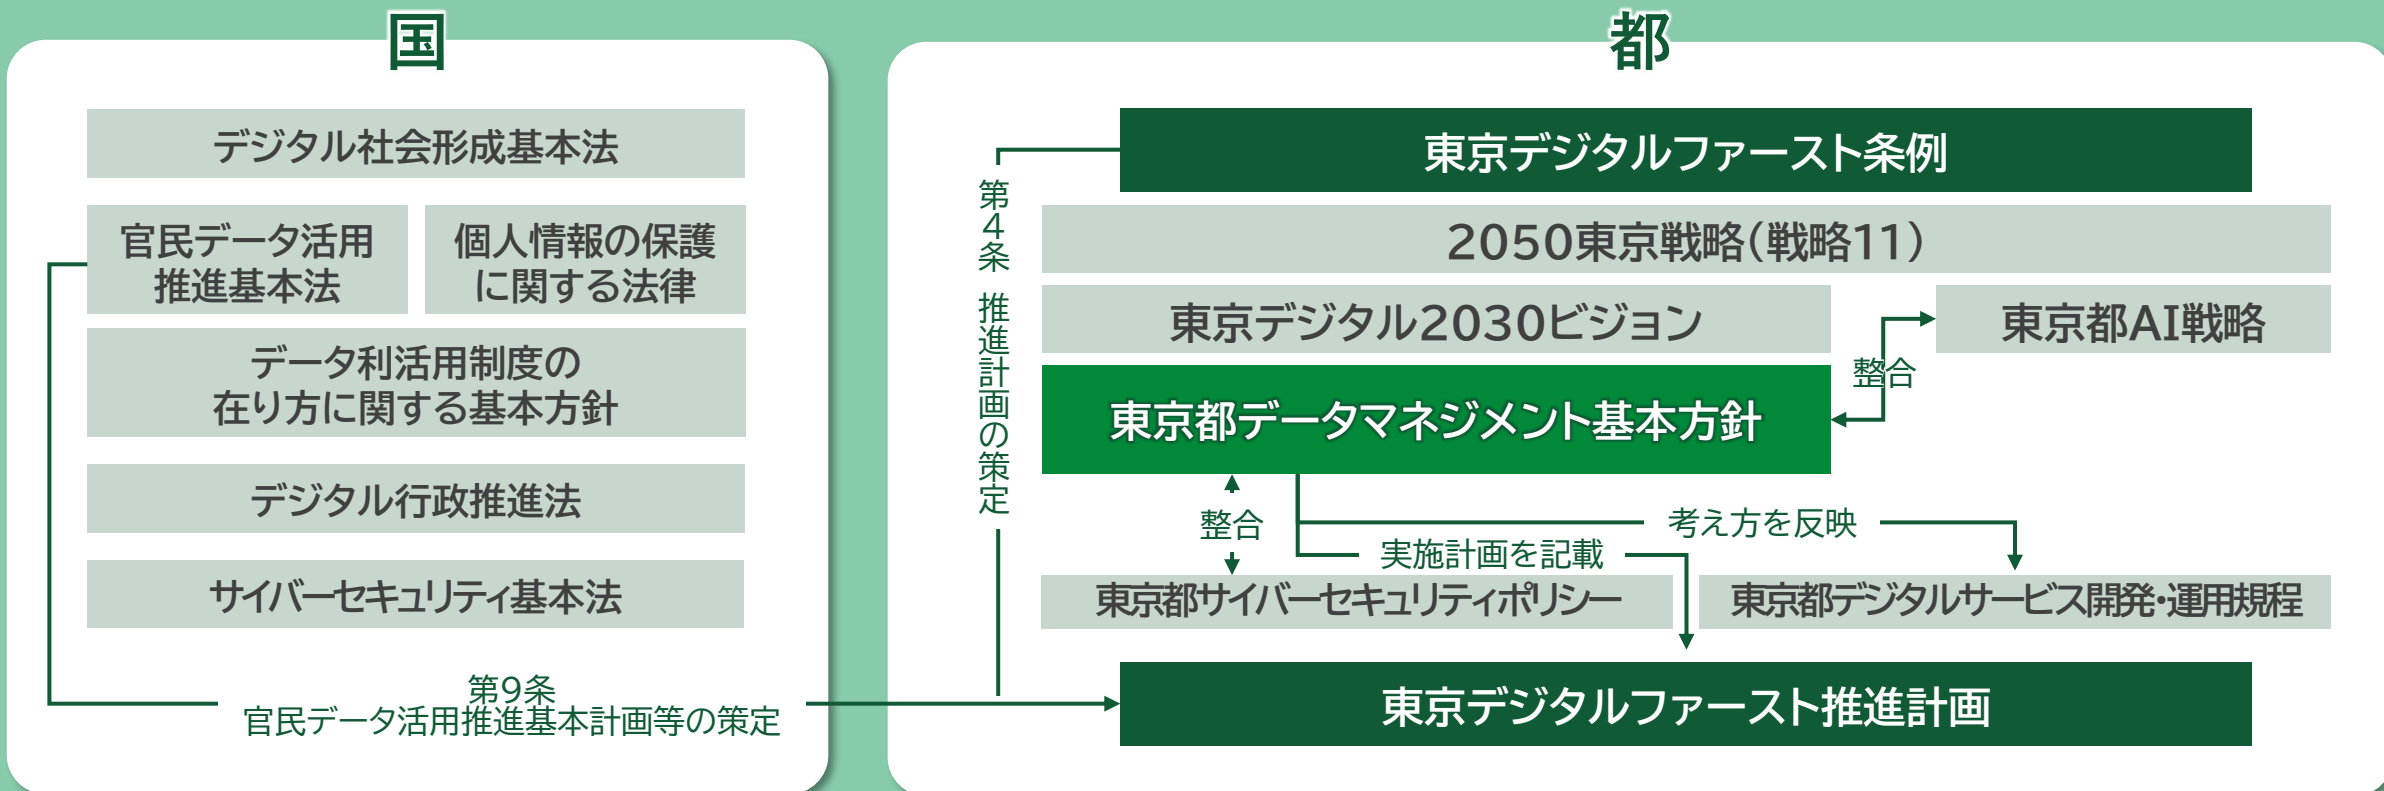 国
デジタル社会形成基本法
官民データ活用
推進基本法
個人情報の保護
に関する法律
データ利活用制度の
在り方に関する基本方針
デジタル行政推進法
サイバーセキュリティ基本法
第9条
官民データ活用推進基本計画等の策定
都
東京デジタルファースト条例
第4条 推進計画の策定
2050東京戦略(戦略11)
東京デジタル2030ビジョン
東京都AI戦略
整合
東京都データマネジメント基本方針
整合
考え方を反映
実施計画を記載
東京都サイバーセキュリティポリシー
東京都デジタルサービス開発・運用規程
東京デジタルファースト推進計画